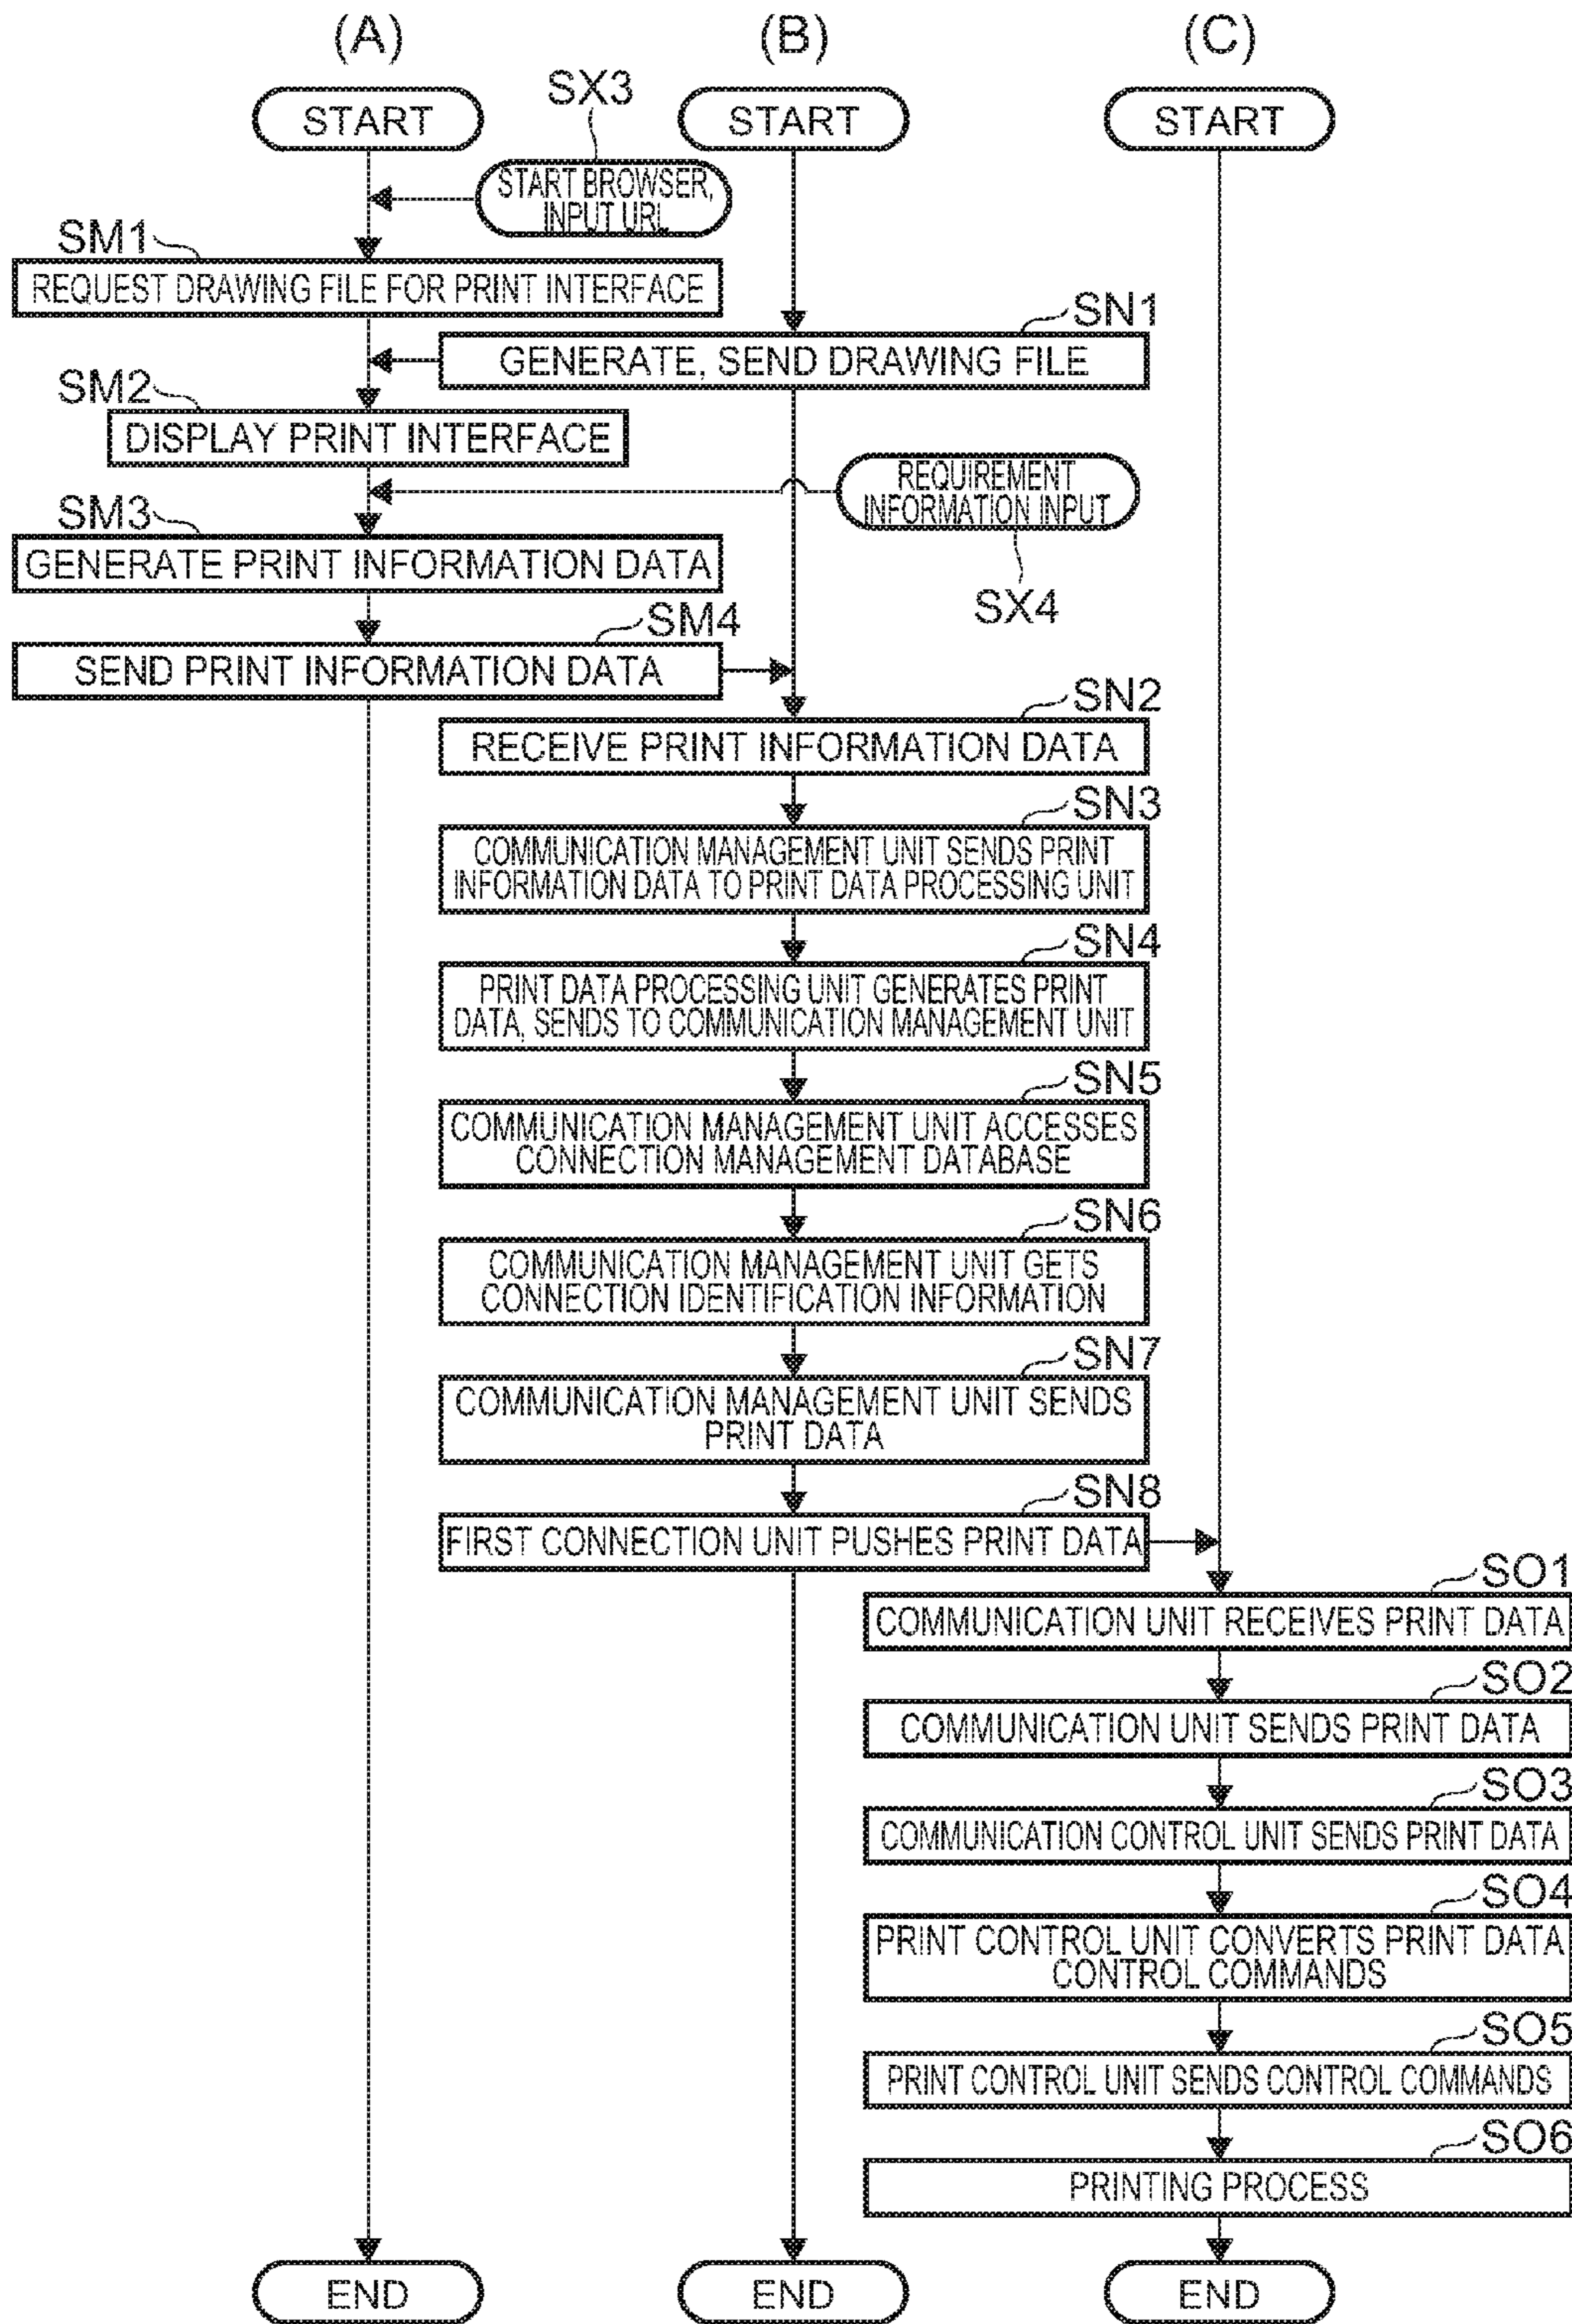 (A)
(B)
(C)
START
START
START
SX3
START BROWSER,
INPUT URL
SM1
REQUEST DRAWING FILE FOR PRINT INTERFACE
SN1
GENERATE, SEND DRAWING FILE
SM2
DISPLAY PRINT INTERFACE
REQUIREMENT
INFORMATION INPUT
SX4
SM3
GENERATE PRINT INFORMATION DATA
SM4
SEND PRINT INFORMATION DATA
SN2
RECEIVE PRINT INFORMATION DATA
SN3
COMMUNICATION MANAGEMENT UNIT SENDS PRINT
INFORMATION DATA TO PRINT DATA PROCESSING UNIT
SN4
PRINT DATA PROCESSING UNIT GENERATES PRINT
DATA, SENDS TO COMMUNICATION MANAGEMENT UNIT
SN5
COMMUNICATION MANAGEMENT UNIT ACCESSES
CONNECTION MANAGEMENT DATABASE
SN6
COMMUNICATION MANAGEMENT UNIT GETS
CONNECTION IDENTIFICATION INFORMATION
SN7
COMMUNICATION MANAGEMENT UNIT SENDS
PRINT DATA
SN8
FIRST CONNECTION UNIT PUSHES PRINT DATA
SO1
COMMUNICATION UNIT RECEIVES PRINT DATA
SO2
COMMUNICATION UNIT SENDS PRINT DATA
SO3
COMMUNICATION CONTROL UNIT SENDS PRINT DATA
SO4
PRINT CONTROL UNIT CONVERTS PRINT DATA
CONTROL COMMANDS
SO5
PRINT CONTROL UNIT SENDS CONTROL COMMANDS
SO6
PRINTING PROCESS
END
END
END